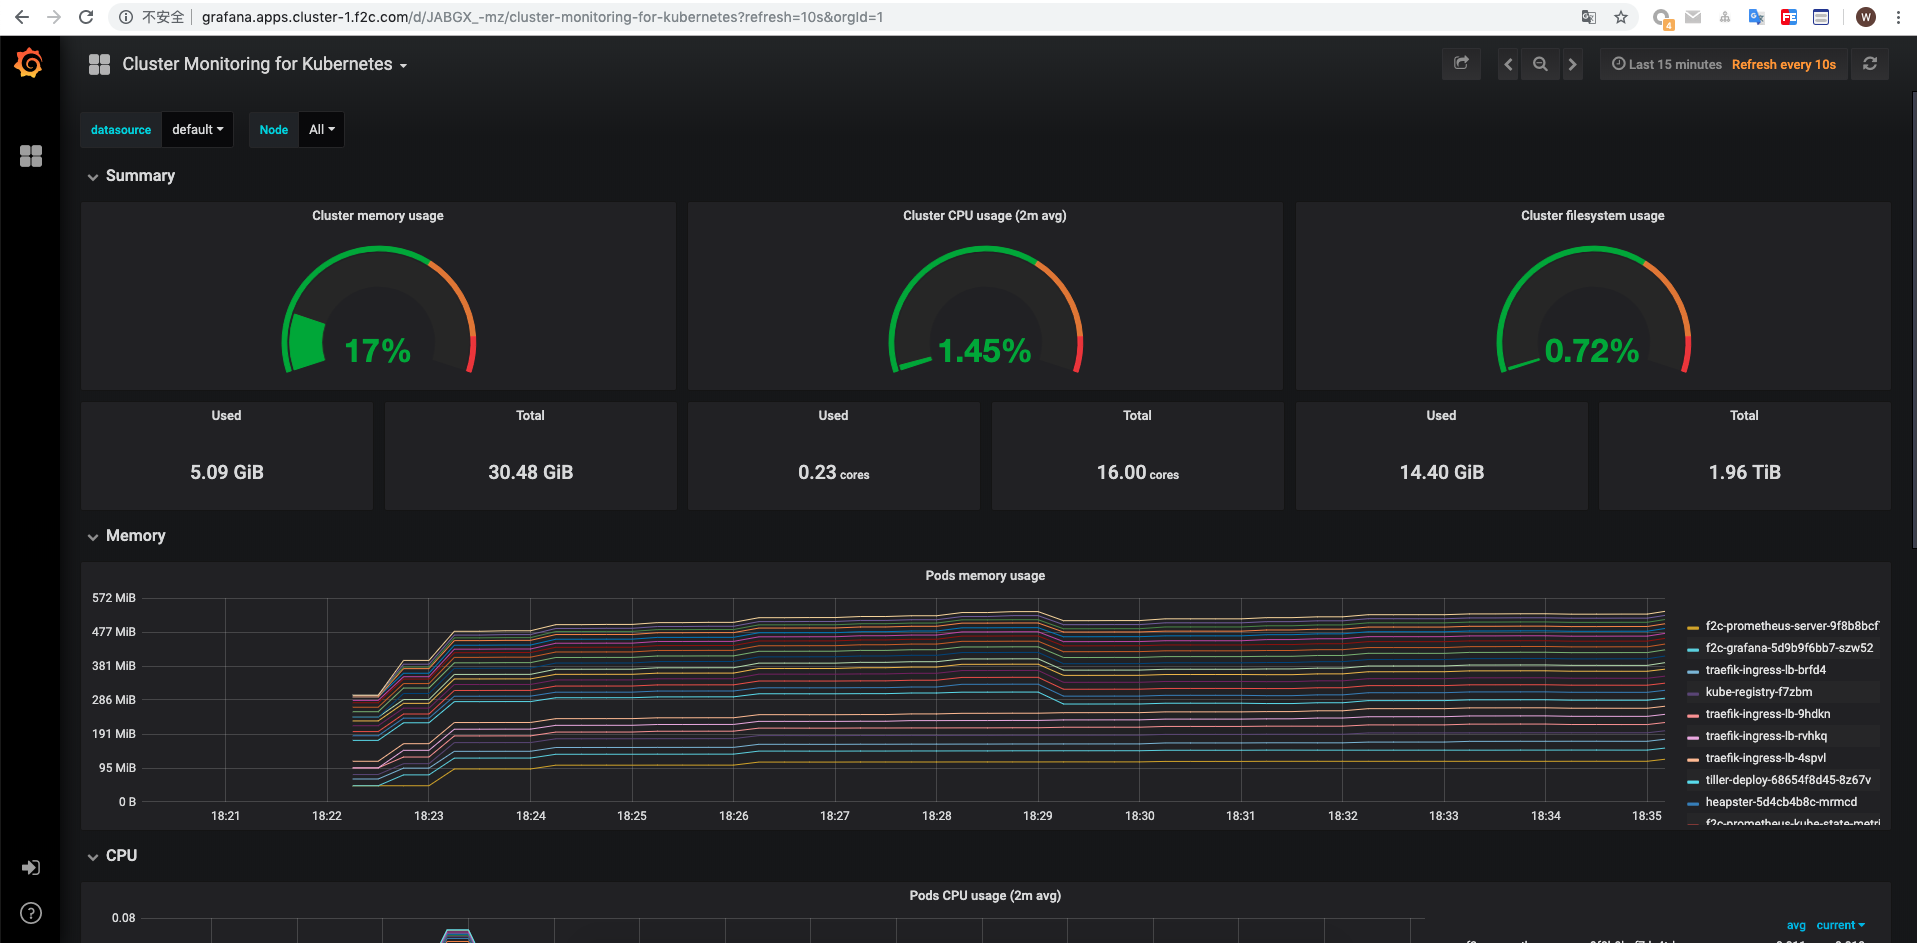 不安全 grafana.apps.cluster-1.f2c.com/d/JABGX_-mz/cluster-monitoring-for-kubernetes?refresh=10s&orgId=1
4
FE
W
Cluster Monitoring for Kubernetes
Last 15 minutes Refresh every 10s
datasource default Node All
Summary
Cluster memory usage
17%
Cluster CPU usage (2m avg)
1.45%
Cluster filesystem usage
0.72%
Used
5.09 GiB
Total
30.48 GiB
Used
0.23 cores
Total
16.00 cores
Used
14.40 GiB
Total
1.96 TiB
Memory
Pods memory usage
572 MiB
477 MiB
381 MiB
286 MiB
191 MiB
95 MiB
0 B
18:21 18:22 18:23 18:24 18:25 18:26 18:27 18:28 18:29 18:30 18:31 18:32 18:33 18:34 18:35
f2c-prometheus-server-9f8b8bcf
f2c-grafana-5d9b9f6bb7-szw52
traefik-ingress-lb-brfd4
kube-registry-f7zbm
traefik-ingress-lb-9hdkn
traefik-ingress-lb-rvhkq
traefik-ingress-lb-4spvl
tiller-deploy-68654f8d45-8z67v
heapster-5d4cb4b8c-mrmcd
f2c-prometheus-kube-state-metri
CPU
Pods CPU usage (2m avg)
0.08
avg current